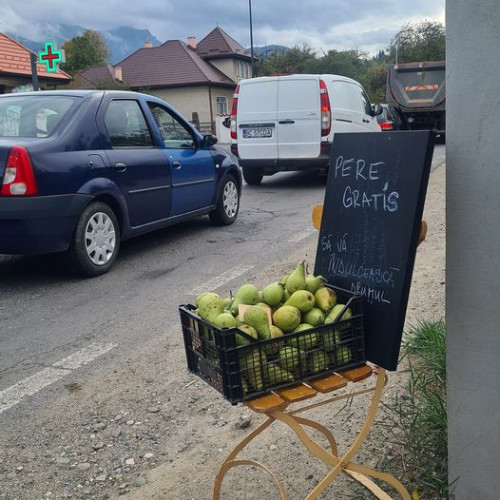 PERE
GRATIS
SĂ VĂ
ÎNDULCEASCĂ
DRUMUL